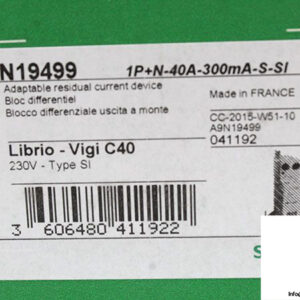 N19499
1P+N-40A-300mA-S-SI
Adaptable residual current device
Bloc differentiel
Blocco differenziale uscita a monte
Made in FRANCE
CC-2015-W51-10
A9N19499
041192
Librio - Vigi C40
230V - Type SI
3 606480 411922
S